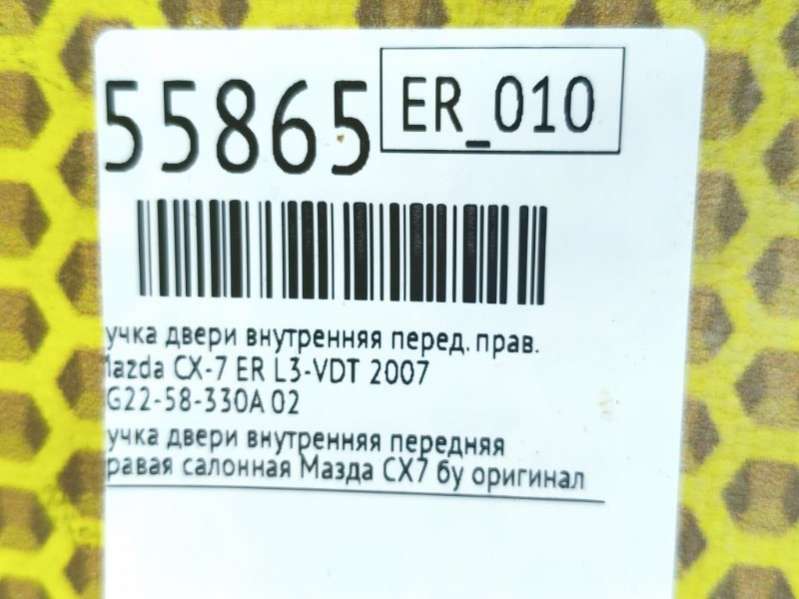 55865
ER_010
учка двери внутренняя перед. прав.
Mazda CX-7 ER L3-VDT 2007
G22-58-330A 02
учка двери внутренняя передняя
равая салонная Мазда СХ7 бу оригинал